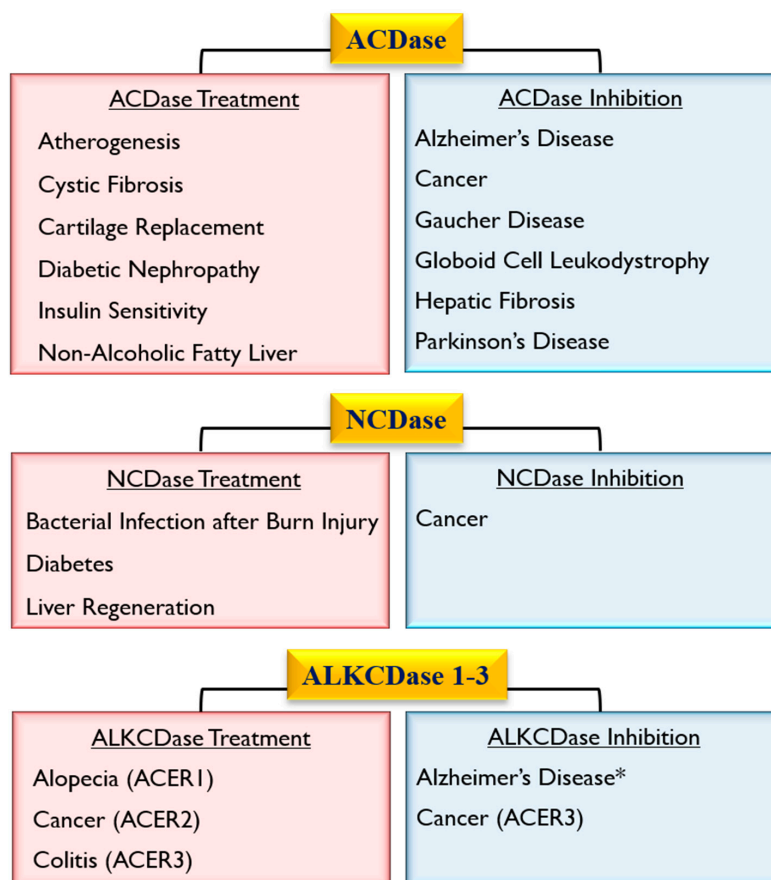 ACDase
ACDase Treatment
Atherogenesis
Cystic Fibrosis
Cartilage Replacement
Diabetic Nephropathy
Insulin Sensitivity
Non-Alcoholic Fatty Liver
ACDase Inhibition
Alzheimer's Disease
Cancer
Gaucher Disease
Globoid Cell Leukodystrophy
Hepatic Fibrosis
Parkinson's Disease
NCDase
NCDase Treatment
Bacterial Infection after Burn Injury
Diabetes
Liver Regeneration
NCDase Inhibition
Cancer
ALKCDase 1-3
ALKCDase Treatment
Alopecia (ACER1)
Cancer (ACER2)
Colitis (ACER3)
ALKCDase Inhibition
Alzheimer's Disease*
Cancer (ACER3)